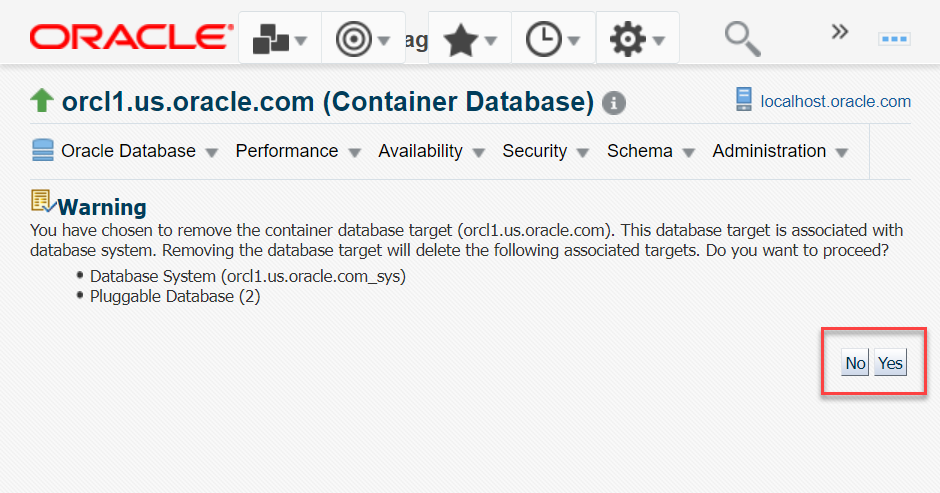 ORACLE
ag
»
orcl1.us.oracle.com (Container Database)
localhost.oracle.com
Oracle Database Performance Availability Security Schema Administration
Warning
You have chosen to remove the container database target (orcl1.us.oracle.com). This database target is associated with
database system. Removing the database target will delete the following associated targets. Do you want to proceed?
• Database System (orcl1.us.oracle.com_sys)
• Pluggable Database (2)
No Yes